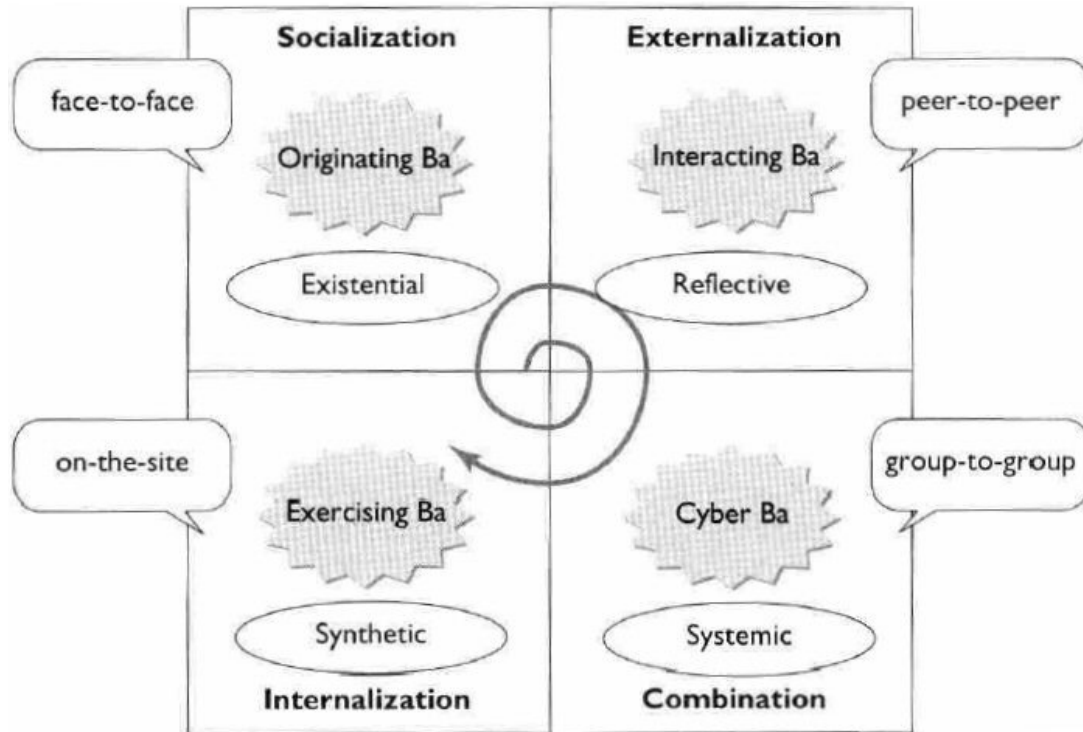 Socialization
Externalization
face-to-face
peer-to-peer
Originating Ba
Interacting Ba
Existential
Reflective
on-the-site
group-to-group
Exercising Ba
Cyber Ba
Synthetic
Systemic
Internalization
Combination